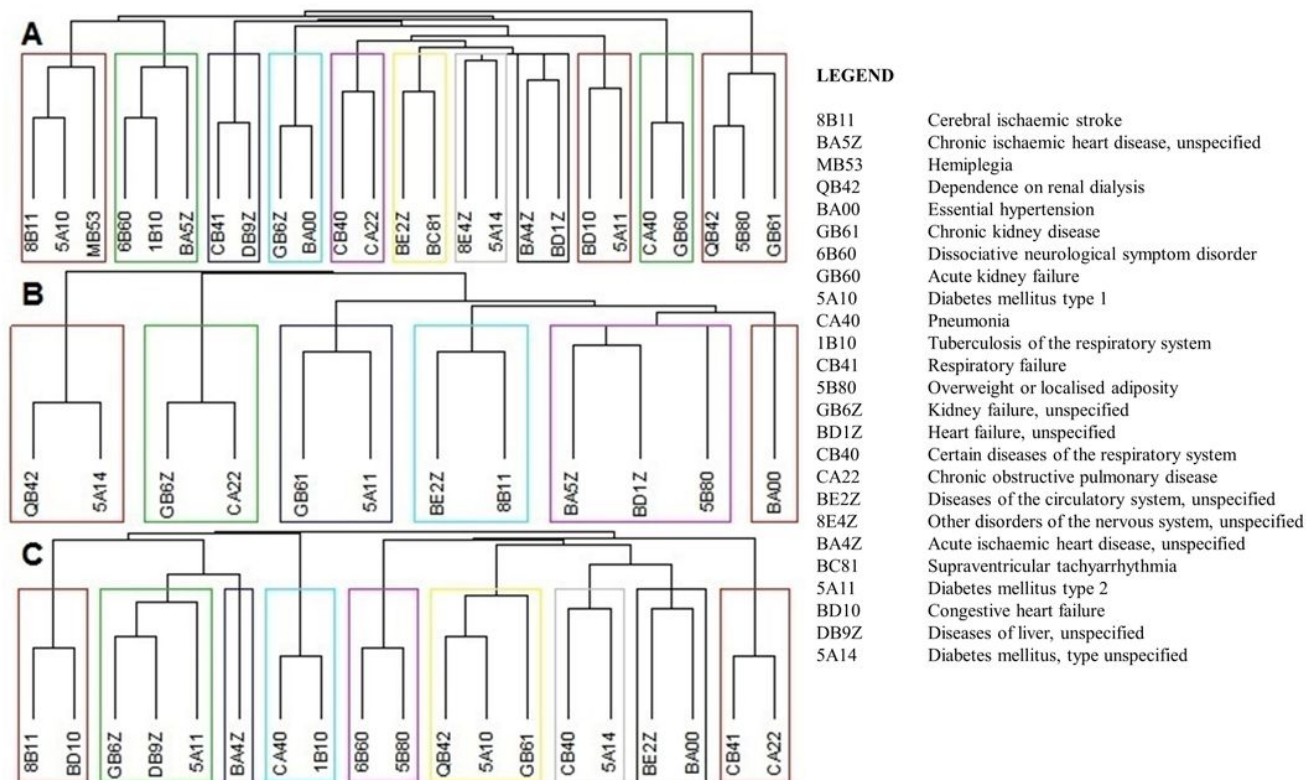 A
8B11 5A10 MB53 6B60 1B10 BA5Z CB41 DB9Z GB6Z BA00 CB40 CA22 BE2Z BC81 8E4Z 5A14 BA4Z BD1Z BD10 5A11 CA40 GB60 QB42 5B80 GB61
B
QB42 5A14 GB6Z CA22 GB61 5A11 BE2Z 8B11 BA5Z BD1Z 5B80 BA00
C
8B11 BD10 GB6Z DB9Z 5A11 BA4Z CA40 1B10 6B60 5B80 QB42 5A10 GB61 CB40 5A14 BE2Z BA00 CB41 CA22
LEGEND
8B11 Cerebral ischaemic stroke
BA5Z Chronic ischaemic heart disease, unspecified
MB53 Hemiplegia
QB42 Dependence on renal dialysis
BA00 Essential hypertension
GB61 Chronic kidney disease
6B60 Dissociative neurological symptom disorder
GB60 Acute kidney failure
5A10 Diabetes mellitus type 1
CA40 Pneumonia
1B10 Tuberculosis of the respiratory system
CB41 Respiratory failure
5B80 Overweight or localised adiposity
GB6Z Kidney failure, unspecified
BD1Z Heart failure, unspecified
CB40 Certain diseases of the respiratory system
CA22 Chronic obstructive pulmonary disease
BE2Z Diseases of the circulatory system, unspecified
8E4Z Other disorders of the nervous system, unspecified
BA4Z Acute ischaemic heart disease, unspecified
BC81 Supraventricular tachyarrhythmia
5A11 Diabetes mellitus type 2
BD10 Congestive heart failure
DB9Z Diseases of liver, unspecified
5A14 Diabetes mellitus, type unspecified